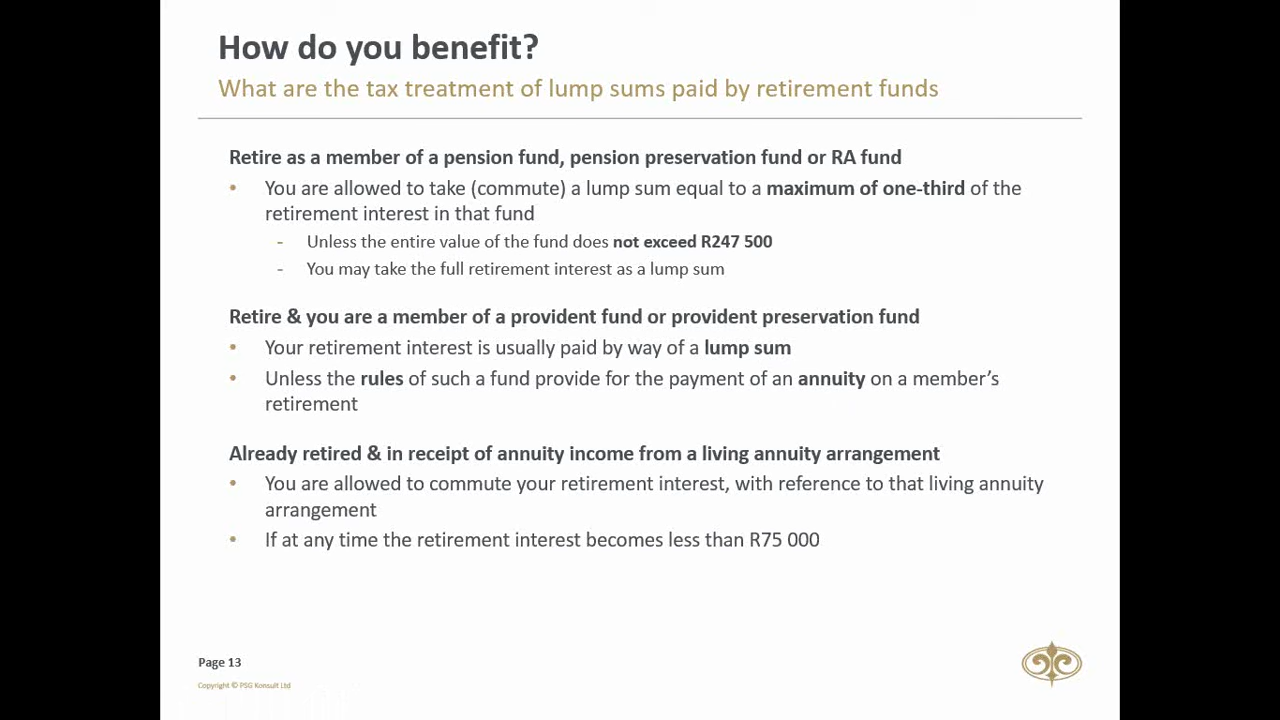 How do you benefit?
What are the tax treatment of lump sums paid by retirement funds
Retire as a member of a pension fund, pension preservation fund or RA fund
• You are allowed to take (commute) a lump sum equal to a maximum of one-third of the
retirement interest in that fund
- Unless the entire value of the fund does not exceed R247 500
- You may take the full retirement interest as a lump sum
Retire & you are a member of a provident fund or provident preservation fund
• Your retirement interest is usually paid by way of a lump sum
• Unless the rules of such a fund provide for the payment of an annuity on a member's
retirement
Already retired & in receipt of annuity income from a living annuity arrangement
• You are allowed to commute your retirement interest, with reference to that living annuity
arrangement
• If at any time the retirement interest becomes less than R75 000
Page 13
Copyright © PSG Konsult Ltd